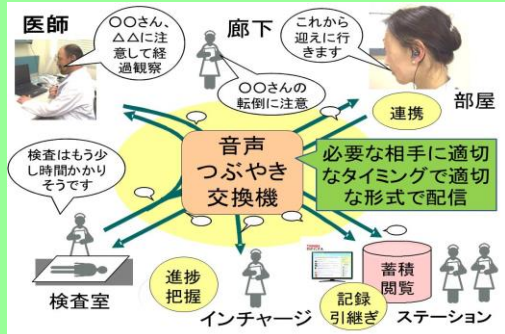 医師
〇〇さん、
△△に注
意して経
過観察
廊下
〇〇さんの
転倒に注意
これから
迎えに行
きます
部屋
連携
検査はもう少
し時間かかり
そうです
音声
つぶやき
交換機
必要な相手に適切
なタイミングで適切
な形式で配信
検査室
進捗
把握
インチャージ
記録
引継ぎ
蓄積
閲覧
ステーション